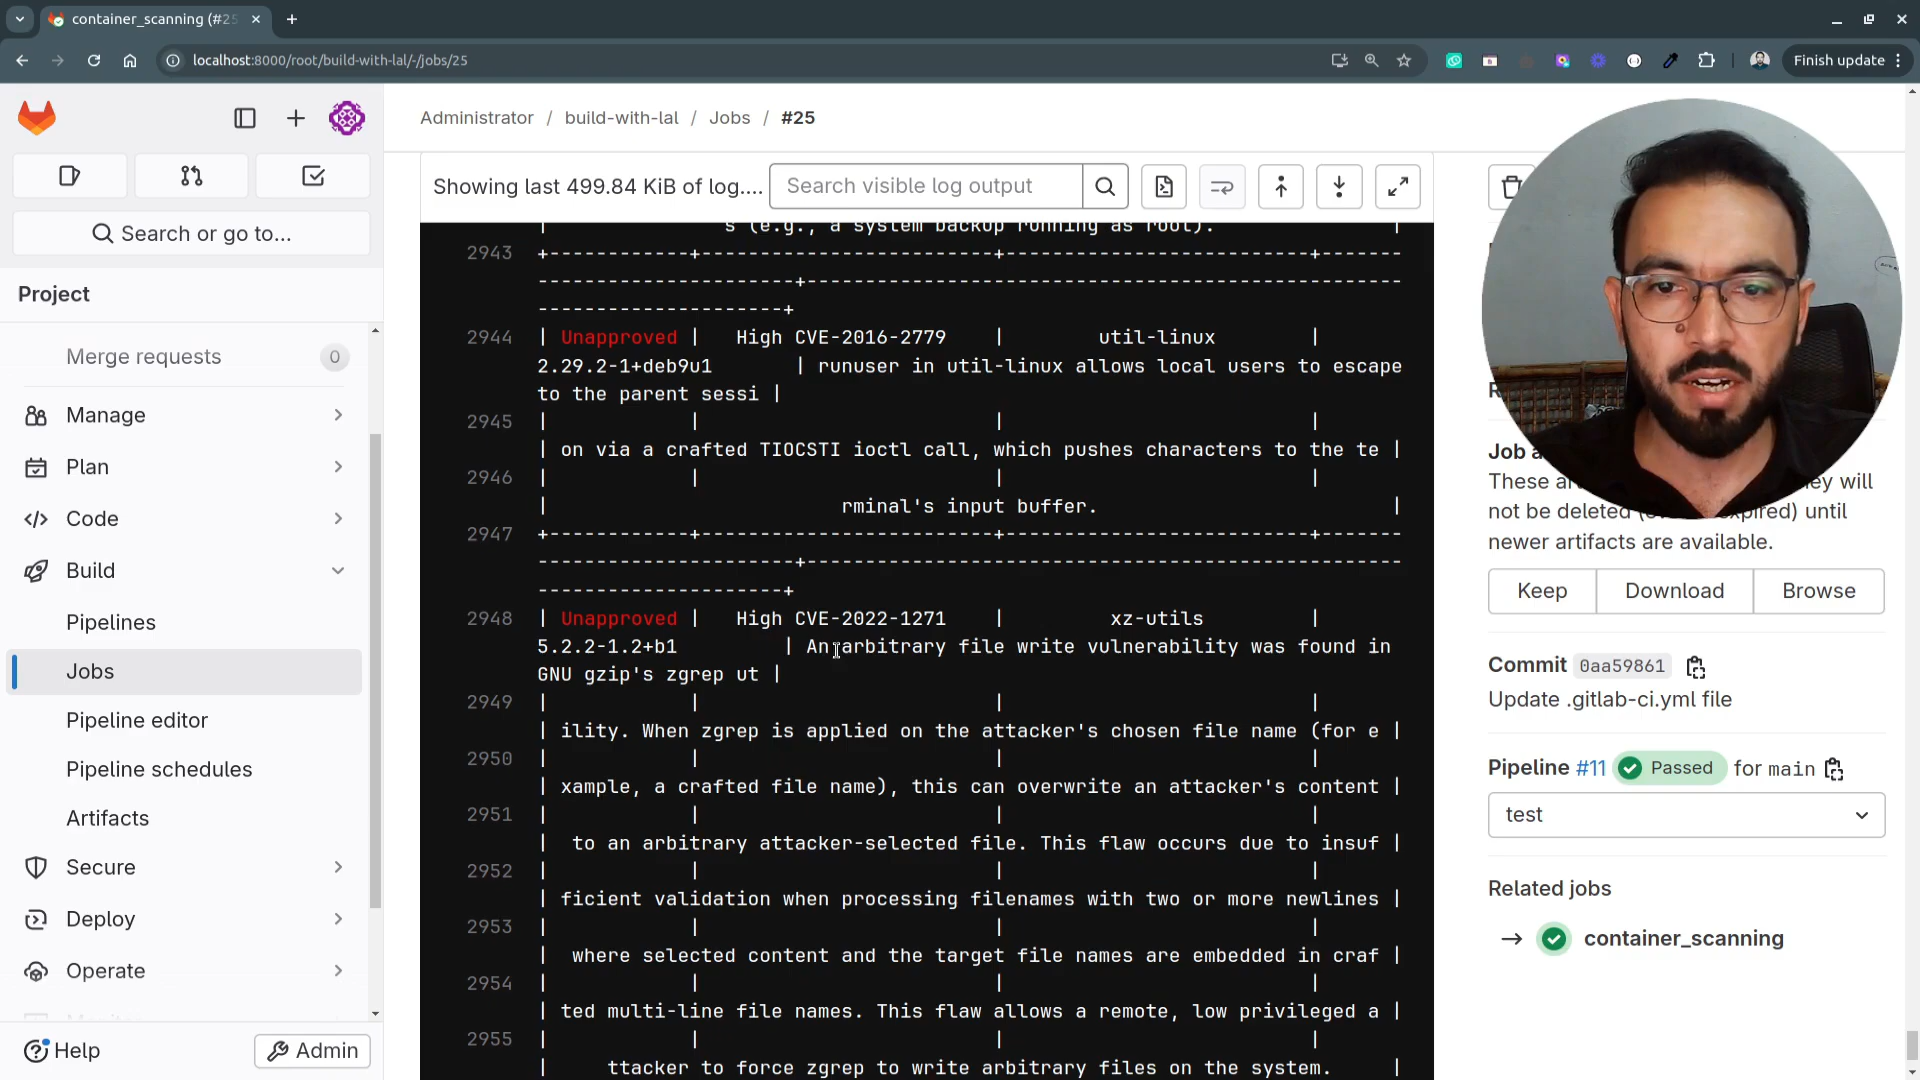 container_scanning (#25
localhost:8000/root/build-with-lal/-/jobs/25
Finish update
Administrator / build-with-lal / Jobs / #25
Search or go to...
Project
Merge requests 0
Manage
Plan
Code
Build
Pipelines
Jobs
Pipeline editor
Pipeline schedules
Artifacts
Secure
Deploy
Operate
Help
Admin
Showing last 499.84 KiB of log....
Search visible log output
| s (e.g., a system backup running as root). |
2943 +------------+-------------------------+--------------------------+-------
----------------------+---------------------------------------------------
---------------------+
2944 | Unapproved | High CVE-2016-2779 | util-linux |
2.29.2-1+deb9u1 | runuser in util-linux allows local users to escape
to the parent sessi |
2945 | | | |
| on via a crafted TIOCSTI ioctl call, which pushes characters to the te |
2946 | | | |
| rminal's input buffer. |
2947 +------------+-------------------------+--------------------------+-------
----------------------+---------------------------------------------------
---------------------+
2948 | Unapproved | High CVE-2022-1271 | xz-utils |
5.2.2-1.2+b1 | An arbitrary file write vulnerability was found in
GNU gzip's zgrep ut |
2949 | | | |
| ility. When zgrep is applied on the attacker's chosen file name (for e |
2950 | | | |
| xample, a crafted file name), this can overwrite an attacker's content |
2951 | | | |
| to an arbitrary attacker-selected file. This flaw occurs due to insuf |
2952 | | | |
| ficient validation when processing filenames with two or more newlines |
2953 | | | |
| where selected content and the target file names are embedded in craf |
2954 | | | |
| ted multi-line file names. This flaw allows a remote, low privileged a |
2955 | | | |
| ttacker to force zgrep to write arbitrary files on the system. |
Job a
These ar ey will
not be deleted ( xpired) until
newer artifacts are available.
Keep
Download
Browse
Commit 0aa59861
Update .gitlab-ci.yml file
Pipeline #11 Passed for main
test
Related jobs
container_scanning